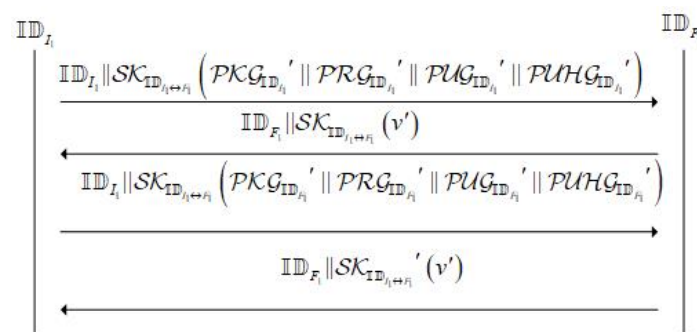 𝕀𝔻_{I_1}
𝕀𝔻_F
𝕀𝔻_{I_1}||𝒮𝒦_{𝕀𝔻_{I_1↔F_1}}(𝒫𝒦𝒢_{𝕀𝔻_{I_1}}′ || 𝒫ℛ𝒢_{𝕀𝔻_{I_1}}′ || 𝒫𝒰𝒢_{𝕀𝔻_{I_1}}′ || 𝒫𝒰ℋ𝒢_{𝕀𝔻_{I_1}}′)
𝕀𝔻_{F_1}||𝒮𝒦_{𝕀𝔻_{I_1↔F_1}}(v′)
𝕀𝔻_{I_1}||𝒮𝒦_{𝕀𝔻_{I_1↔F_1}}(𝒫𝒦𝒢_{𝕀𝔻_{F_1}}′ || 𝒫ℛ𝒢_{𝕀𝔻_{F_1}}′ || 𝒫𝒰𝒢_{𝕀𝔻_{F_1}}′ || 𝒫𝒰ℋ𝒢_{𝕀𝔻_{F_1}}′)
𝕀𝔻_{F_1}||𝒮𝒦_{𝕀𝔻_{I_1↔F_1}}′(v′)